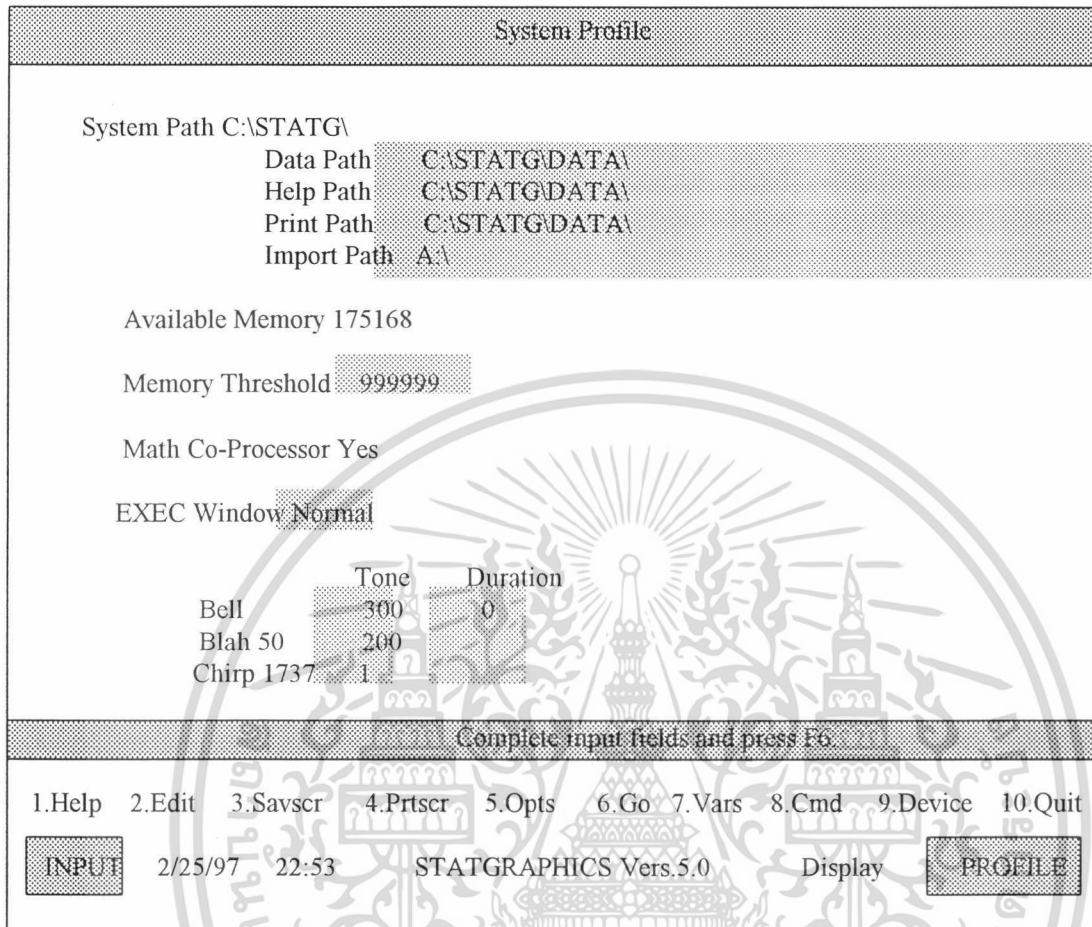 System Profile
System Path C:\STATG\
Data Path C:\STATG\DATA\
Help Path C:\STATG\DATA\
Print Path C:\STATG\DATA\
Import Path A:\
Available Memory 175168
Memory Threshold 999999
Math Co-Processor Yes
EXEC Window Normal
Tone Duration
Bell 300 0
Blah 50 200
Chirp 1737 1
Complete input fields and press F6.
1.Help 2.Edit 3.Savscr 4.Prtscr 5.Opts 6.Go 7.Vars 8.Cmd 9.Device 10.Quit
INPUT 2/25/97 22:53 STATGRAPHICS Vers.5.0 Display PROFILE